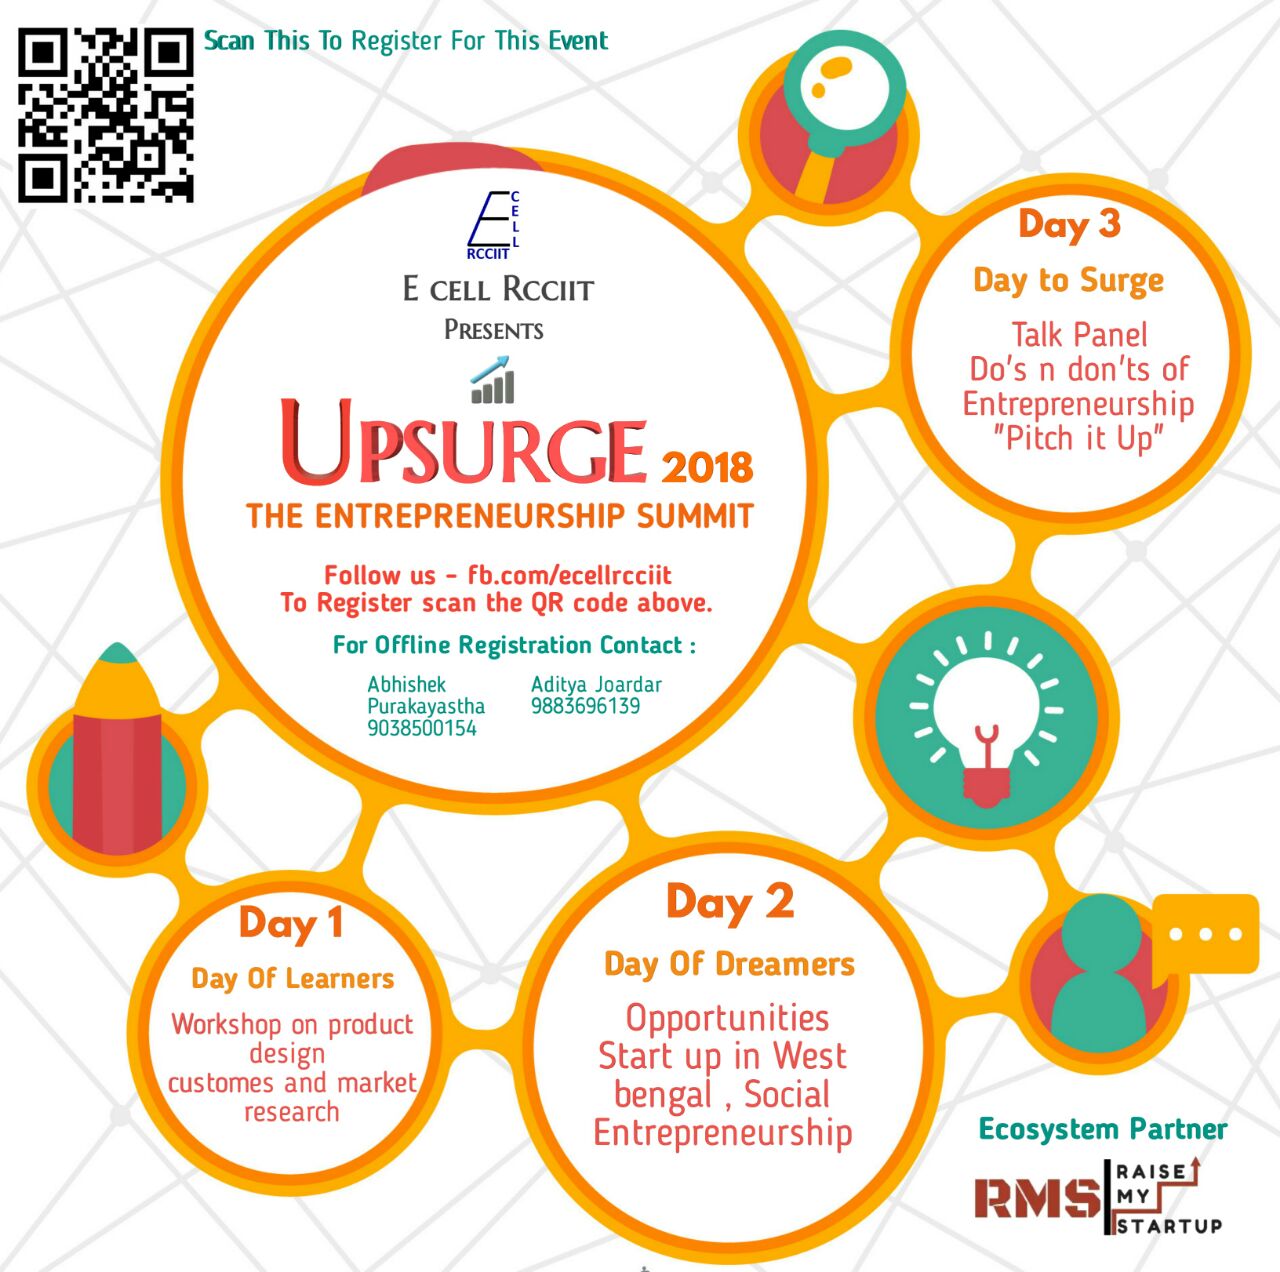 Scan This To Register For This Event
C
E
L
L
RCCIIT
E CELL RCCIIT
PRESENTS
UPSURGE 2018
THE ENTREPRENEURSHIP SUMMIT
Follow us - fb.com/ecellrcciit
To Register scan the QR code above.
For Offline Registration Contact :
Abhishek
Purakayastha
9038500154
Aditya Joardar
9883696139
Day 1
Day Of Learners
Workshop on product
design
customes and market
research
Day 2
Day Of Dreamers
Opportunities
Start up in West
bengal , Social
Entrepreneurship
Day 3
Day to Surge
Talk Panel
Do's n don'ts of
Entrepreneurship
"Pitch it Up"
Ecosystem Partner
RMS
RAISE
MY
STARTUP